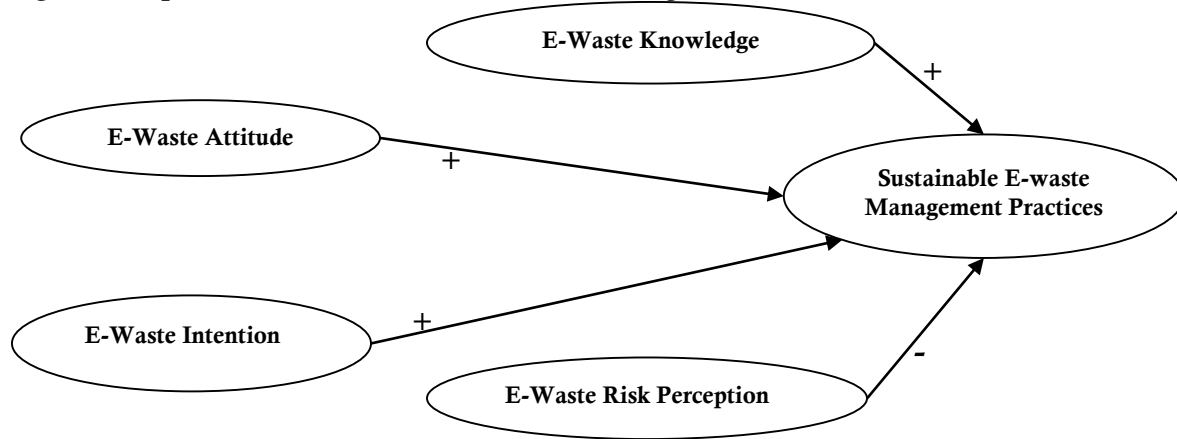 E-Waste Knowledge
+
E-Waste Attitude
+
Sustainable E-waste
Management Practices
E-Waste Intention
+
-
E-Waste Risk Perception